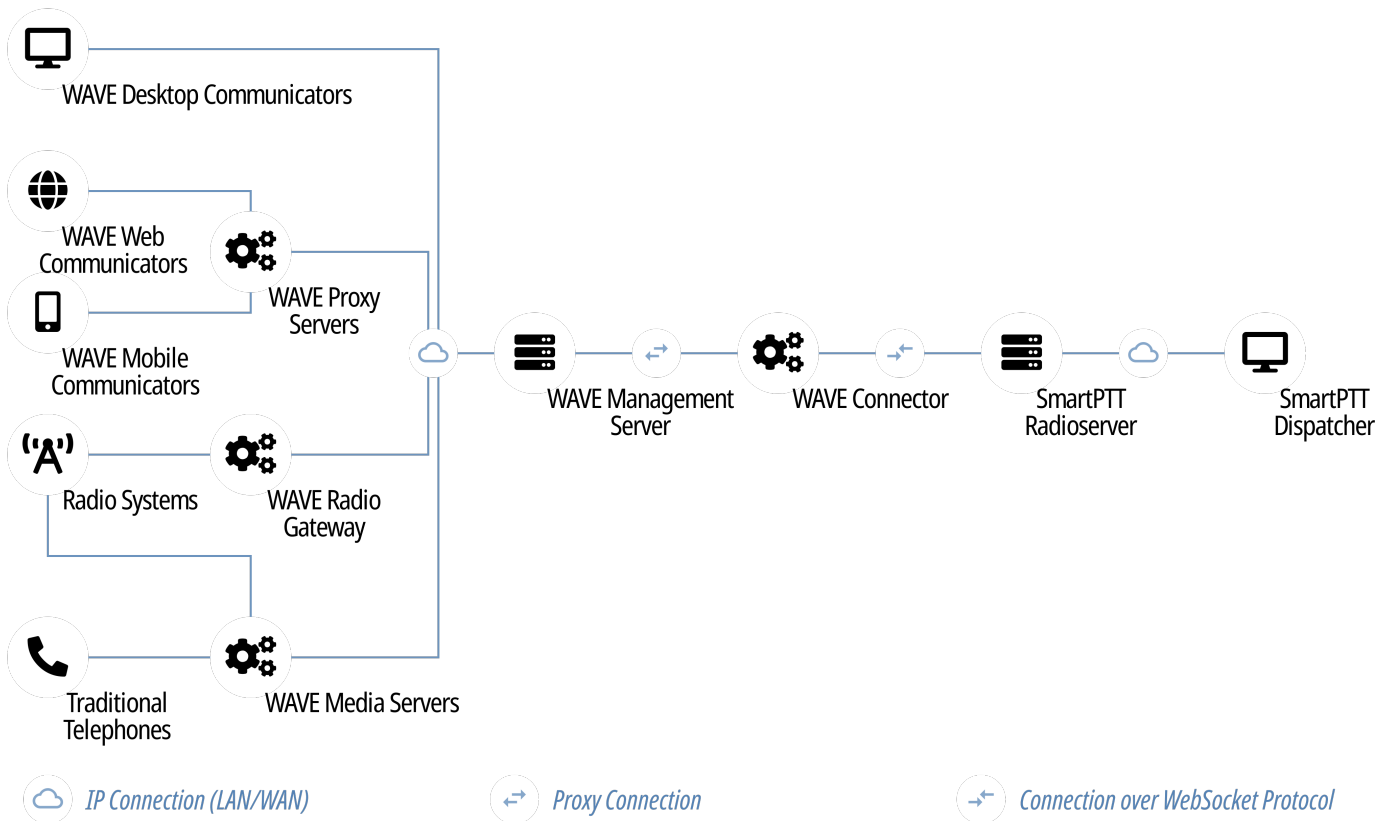 WAVE Desktop Communicators
WAVE Web
Communicators
WAVE Proxy
Servers
WAVE Mobile
Communicators
WAVE Management
Server
WAVE Connector
SmartPTT
Radioserver
SmartPTT
Dispatcher
Radio Systems
WAVE Radio
Gateway
Traditional
Telephones
WAVE Media Servers
IP Connection (LAN/WAN)
Proxy Connection
Connection over WebSocket Protocol